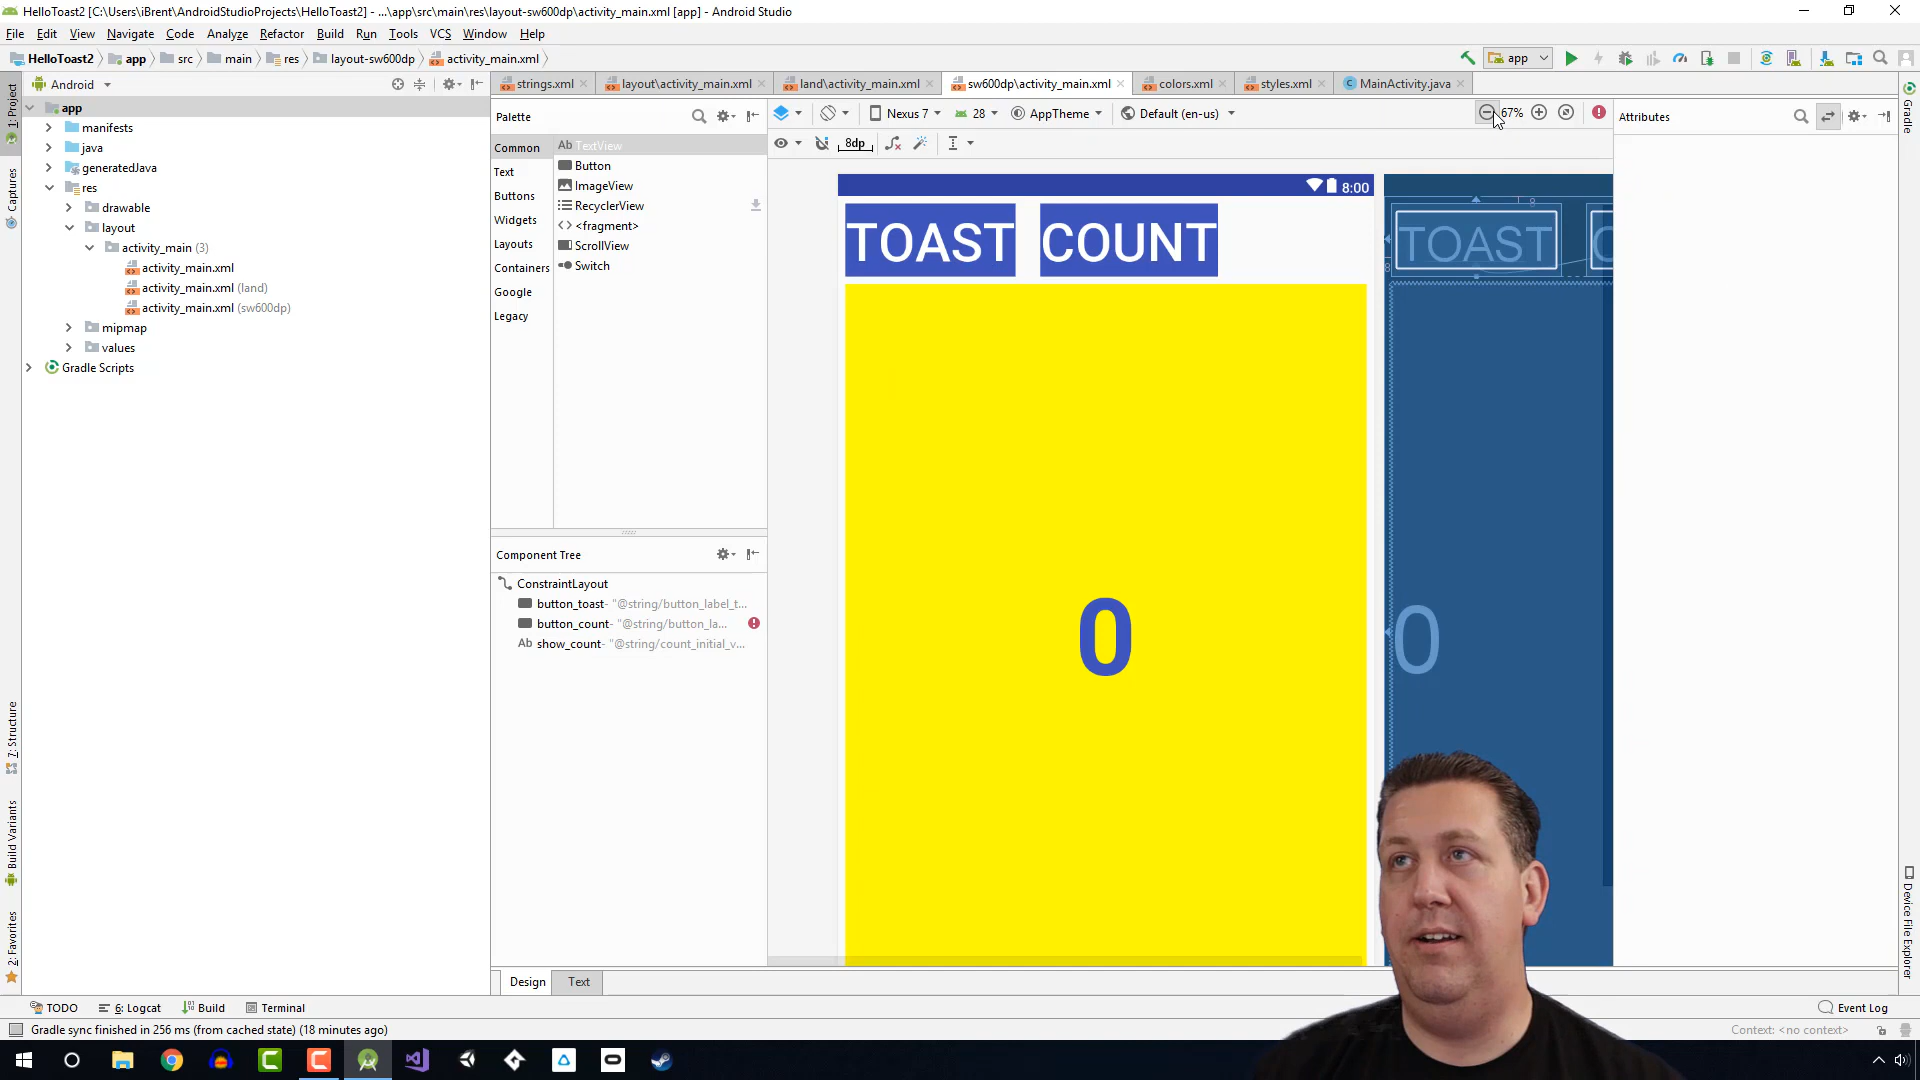 HelloToast2 [C:\Users\iBrent\AndroidStudioProjects\HelloToast2] - ...\app\src\main\res\layout-sw600dp\activity_main.xml [app] - Android Studio
File Edit View Navigate Code Analyze Refactor Build Run Tools VCS Window Help
HelloToast2 app src main res layout-sw600dp activity_main.xml app
1: Project
Captures
7: Structure
Build Variants
2: Favorites
Android
app
manifests
java
generatedJava
res
drawable
layout
activity_main (3)
activity_main.xml
activity_main.xml (land)
activity_main.xml (sw600dp)
mipmap
values
Gradle Scripts
strings.xml layout\activity_main.xml land\activity_main.xml sw600dp\activity_main.xml colors.xml styles.xml MainActivity.java
Palette
Common
Text
Buttons
Widgets
Layouts
Containers
Google
Legacy
Ab TextView
Button
ImageView
RecyclerView
<fragment>
ScrollView
Switch
Component Tree
ConstraintLayout
button_toast- "@string/button_label_t...
button_count- "@string/button_la...
Ab show_count- "@string/count_initial_v...
Nexus 7 28 AppTheme Default (en-us) 67%
8dp
8:00
TOAST COUNT
0
TOAST C
8
8
0
Attributes
Gradle
Device File Explorer
Design Text
TODO 6: Logcat Build Terminal Event Log
Gradle sync finished in 256 ms (from cached state) (18 minutes ago) Context: <no context>